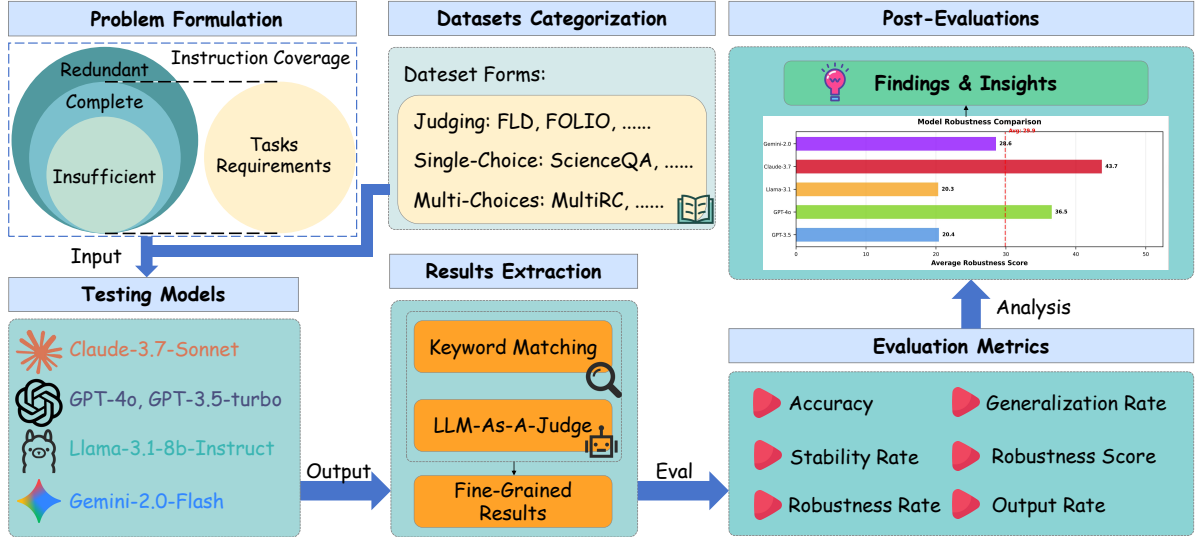 Problem Formulation
Instruction Coverage
Redundant
Complete
Insufficient
Tasks
Requirements
Datasets Categorization
Dateset Forms:
Judging: FLD, FOLIO, ......
Single-Choice: ScienceQA, ......
Multi-Choices: MultiRC, ......
Post-Evaluations
Findings & Insights
Model Robustness Comparison
Avg: 29.9
Gemini-2.0
28.6
Claude-3.7
43.7
Llama-3.1
20.3
GPT-4o
36.5
GPT-3.5
20.4
0 10 20 30 40 50
Average Robustness Score
Input
Testing Models
Claude-3.7-Sonnet
GPT-4o, GPT-3.5-turbo
Llama-3.1-8b-Instruct
Gemini-2.0-Flash
Output
Results Extraction
Keyword Matching
LLM-As-A-Judge
Fine-Grained
Results
Eval
Analysis
Evaluation Metrics
Accuracy
Generalization Rate
Stability Rate
Robustness Score
Robustness Rate
Output Rate